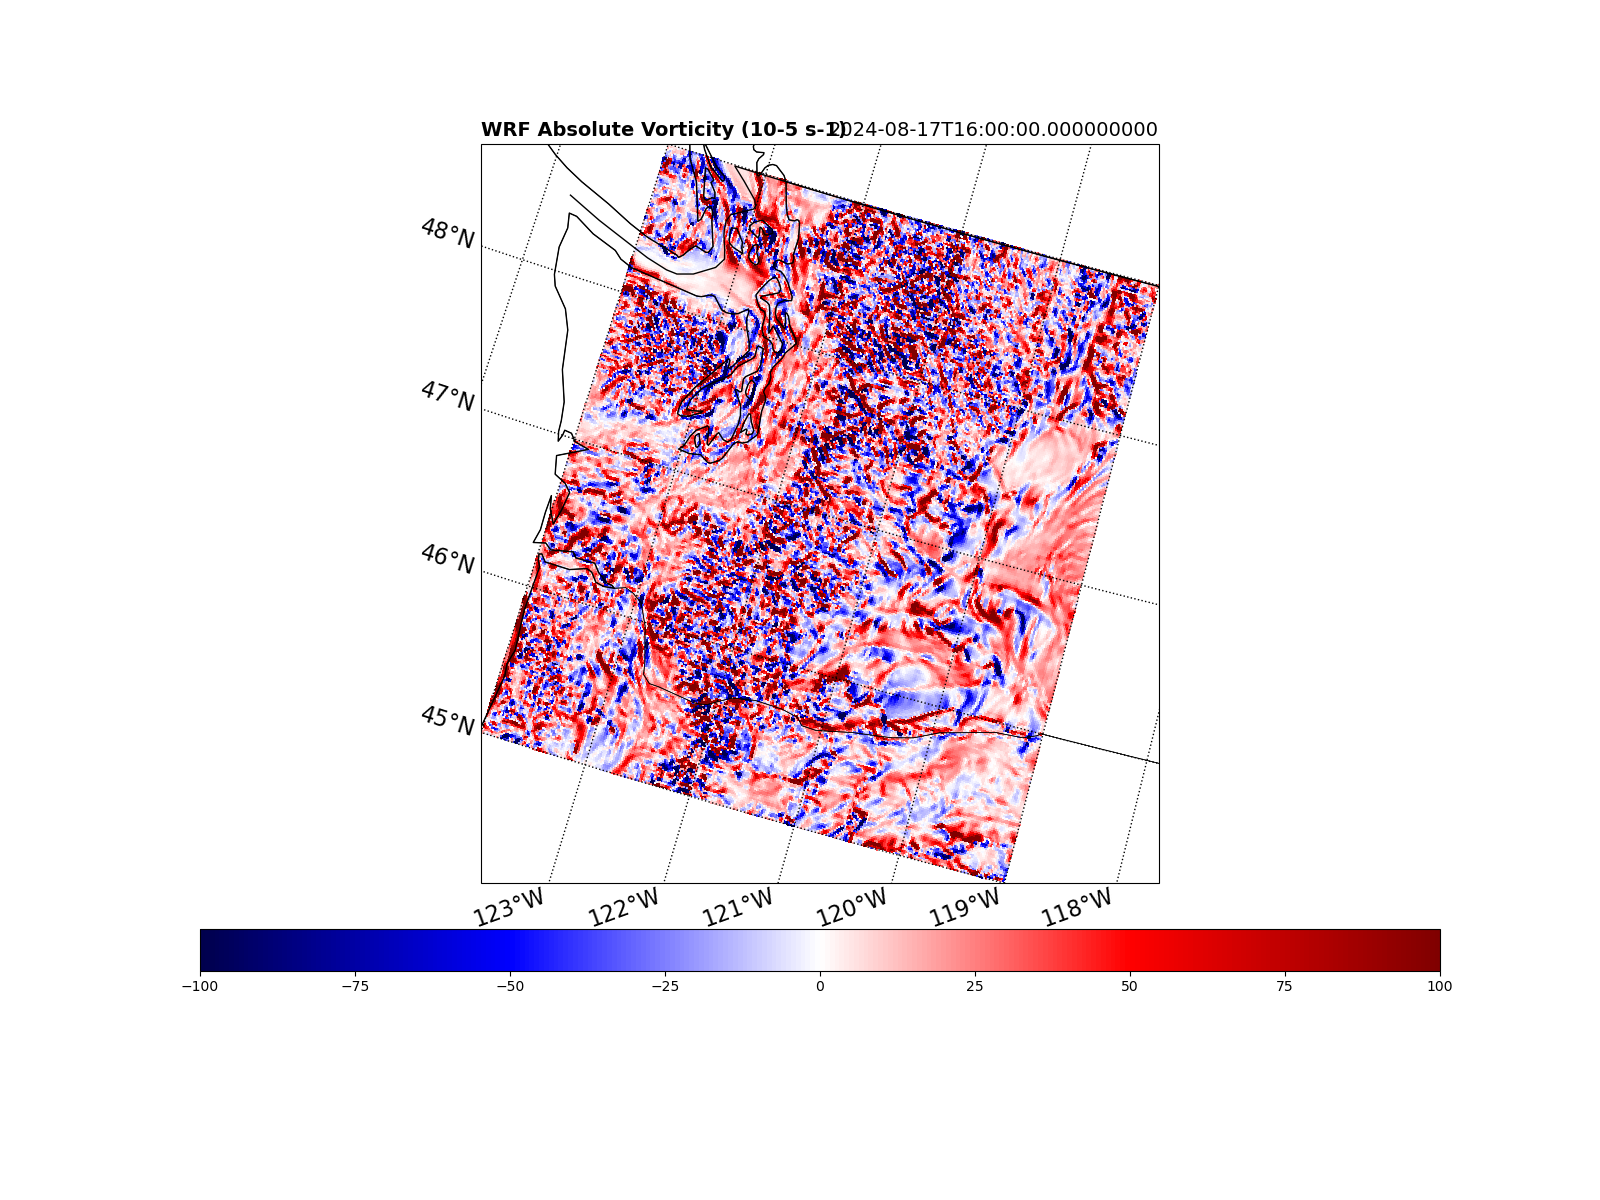 WRF Absolute Vorticity (10-5 s-1) 2024-08-17T16:00:00.000000000
48°N
47°N
46°N
45°N
123°W 122°W 121°W 120°W 119°W 118°W
−100 −75 −50 −25 0 25 50 75 100